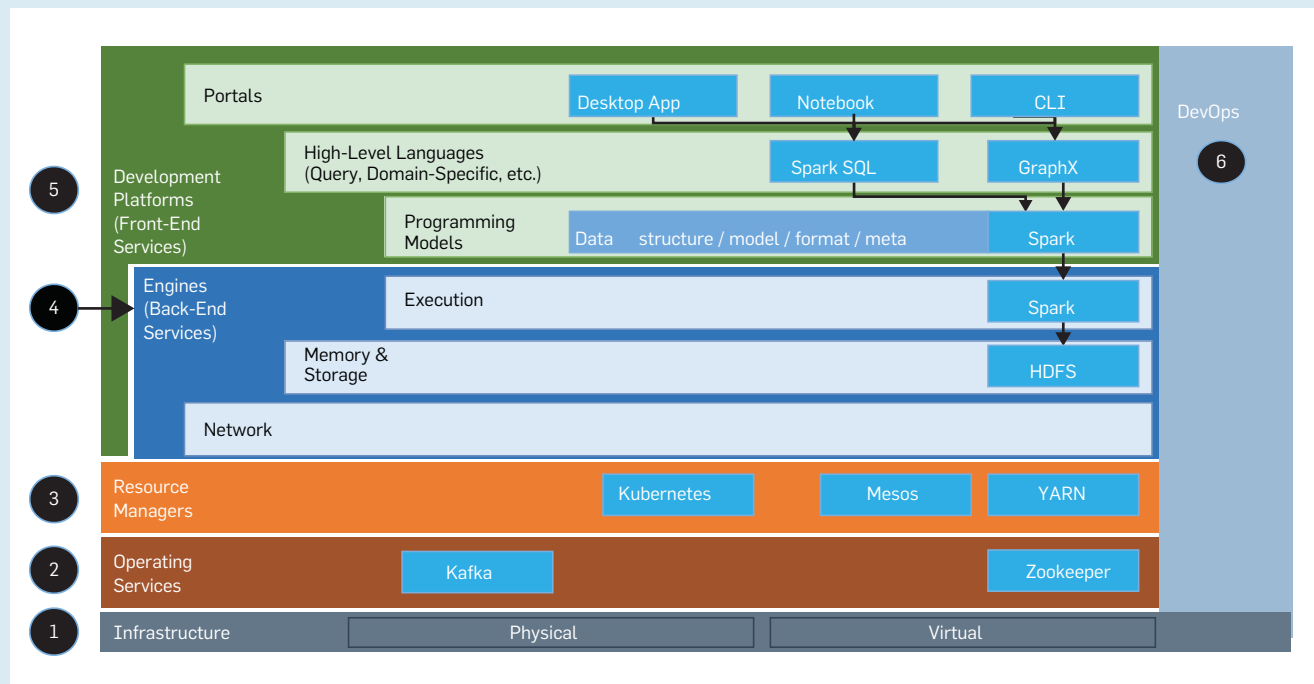 Portals
Desktop App
Notebook
CLI
DevOps
6
High-Level Languages
(Query, Domain-Specific, etc.)
Spark SQL
GraphX
5
Development
Platforms
(Front-End
Services)
Programming
Models
Data structure / model / format / meta
Spark
4
Engines
(Back-End
Services)
Execution
Spark
Memory &
Storage
HDFS
Network
3
Resource
Managers
Kubernetes
Mesos
YARN
2
Operating
Services
Kafka
Zookeeper
1
Infrastructure
Physical
Virtual